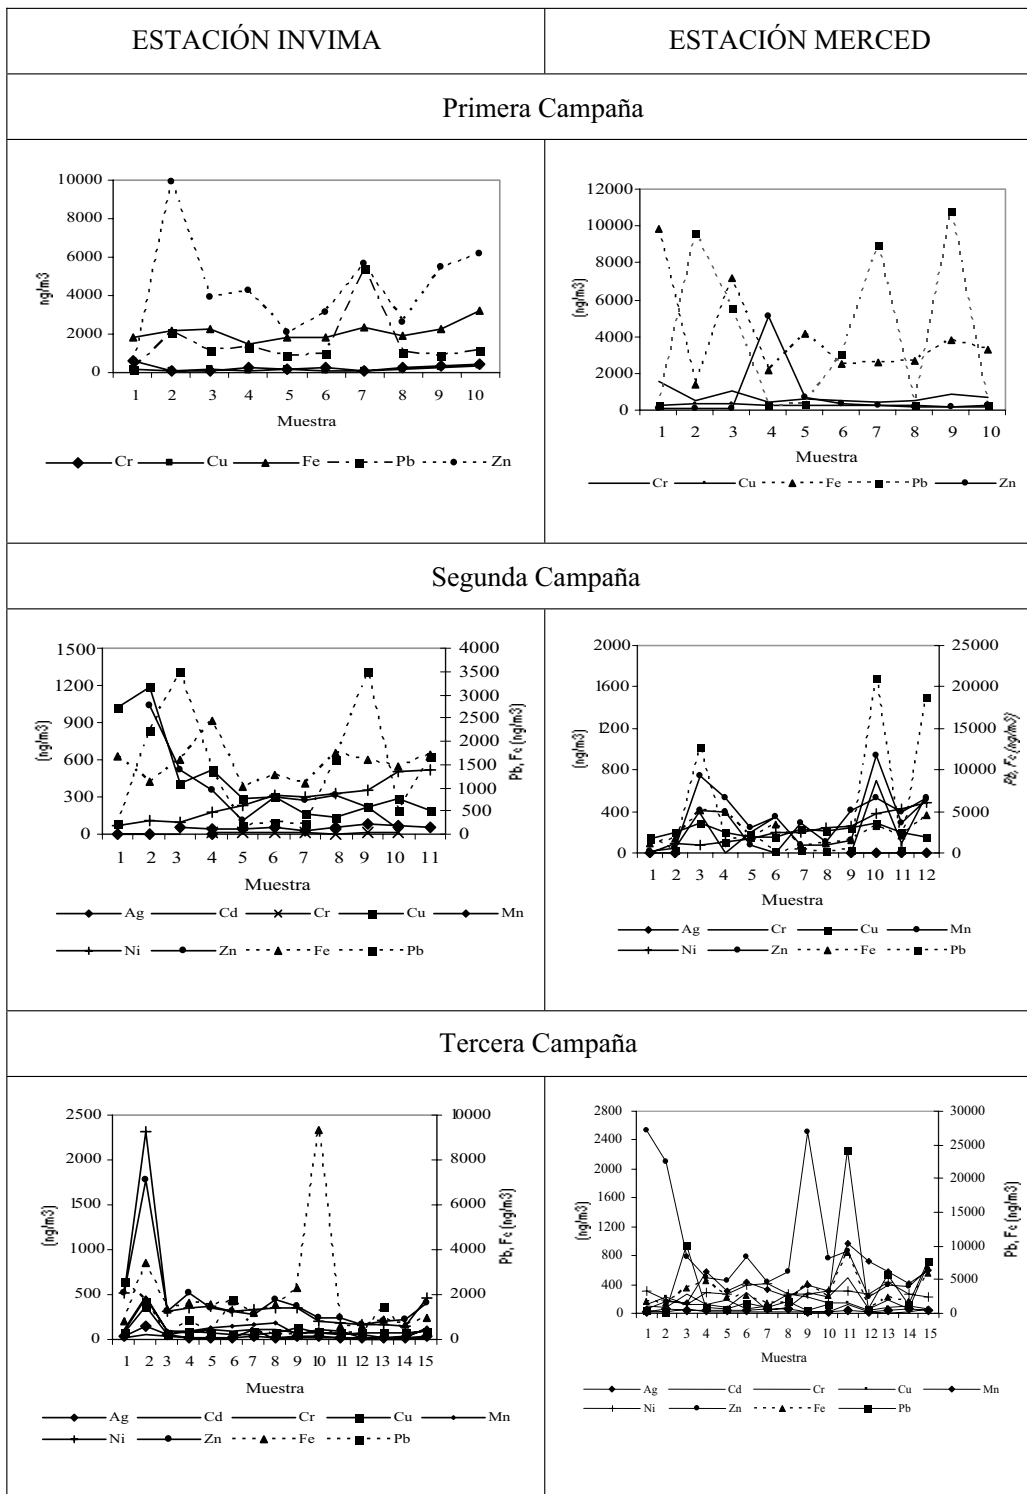 ESTACIÓN INVIMA
ESTACIÓN MERCED
Primera Campaña
10000
8000
6000
4000
2000
0
ng/m3
1 2 3 4 5 6 7 8 9 10
Muestra
Cr Cu Fe Pb Zn
12000
10000
8000
6000
4000
2000
0
(ng/m3)
1 2 3 4 5 6 7 8 9 10
Muestra
Cr Cu Fe Pb Zn
Segunda Campaña
1500
1200
900
600
300
0
(ng/m3)
4000
3500
3000
2500
2000
1500
1000
500
0
Pb, Fe (ng/m3)
1 2 3 4 5 6 7 8 9 10 11
Muestra
Ag Cd Cr Cu Mn
Ni Zn Fe Pb
2000
1600
1200
800
400
0
(ng/m3)
25000
20000
15000
10000
5000
0
Pb, Fe (ng/m3)
1 2 3 4 5 6 7 8 9 10 11 12
Muestra
Ag Cr Cu Mn
Ni Zn Fe Pb
Tercera Campaña
2500
2000
1500
1000
500
0
(ng/m3)
10000
8000
6000
4000
2000
0
Pb, Fe (ng/m3)
1 2 3 4 5 6 7 8 9 10 11 12 13 14 15
Muestra
Ag Cd Cr Cu Mn
Ni Zn Fe Pb
2800
2400
2000
1600
1200
800
400
0
(ng/m3)
30000
25000
20000
15000
10000
5000
0
Pb, Fe (ng/m3)
1 2 3 4 5 6 7 8 9 10 11 12 13 14 15
Muestra
Ag Cd Cr Cu Mn
Ni Zn Fe Pb